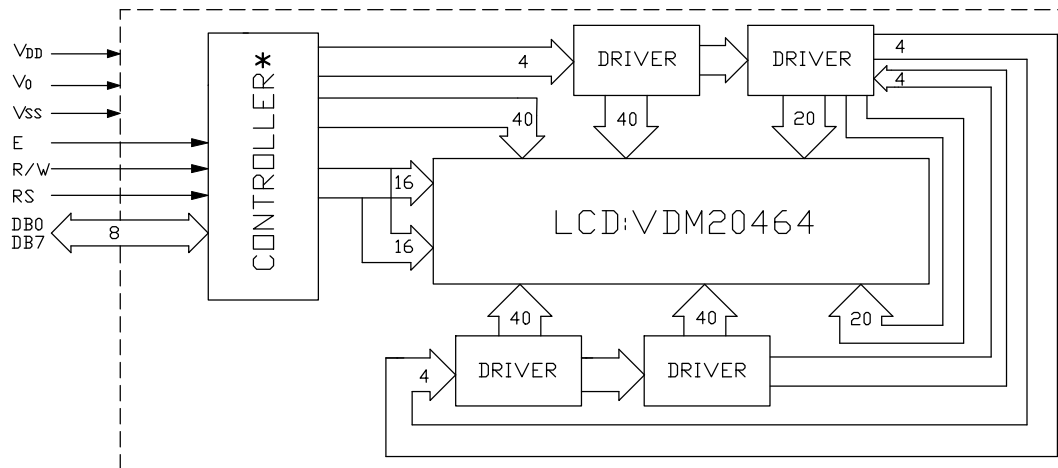 VDD
V0
VSS
E
R/W
RS
DB0
DB7
8
CONTROLLER*
4
DRIVER
DRIVER
4
4
40
40
20
16
16
LCD:VDM20464
40
40
20
4
DRIVER
DRIVER